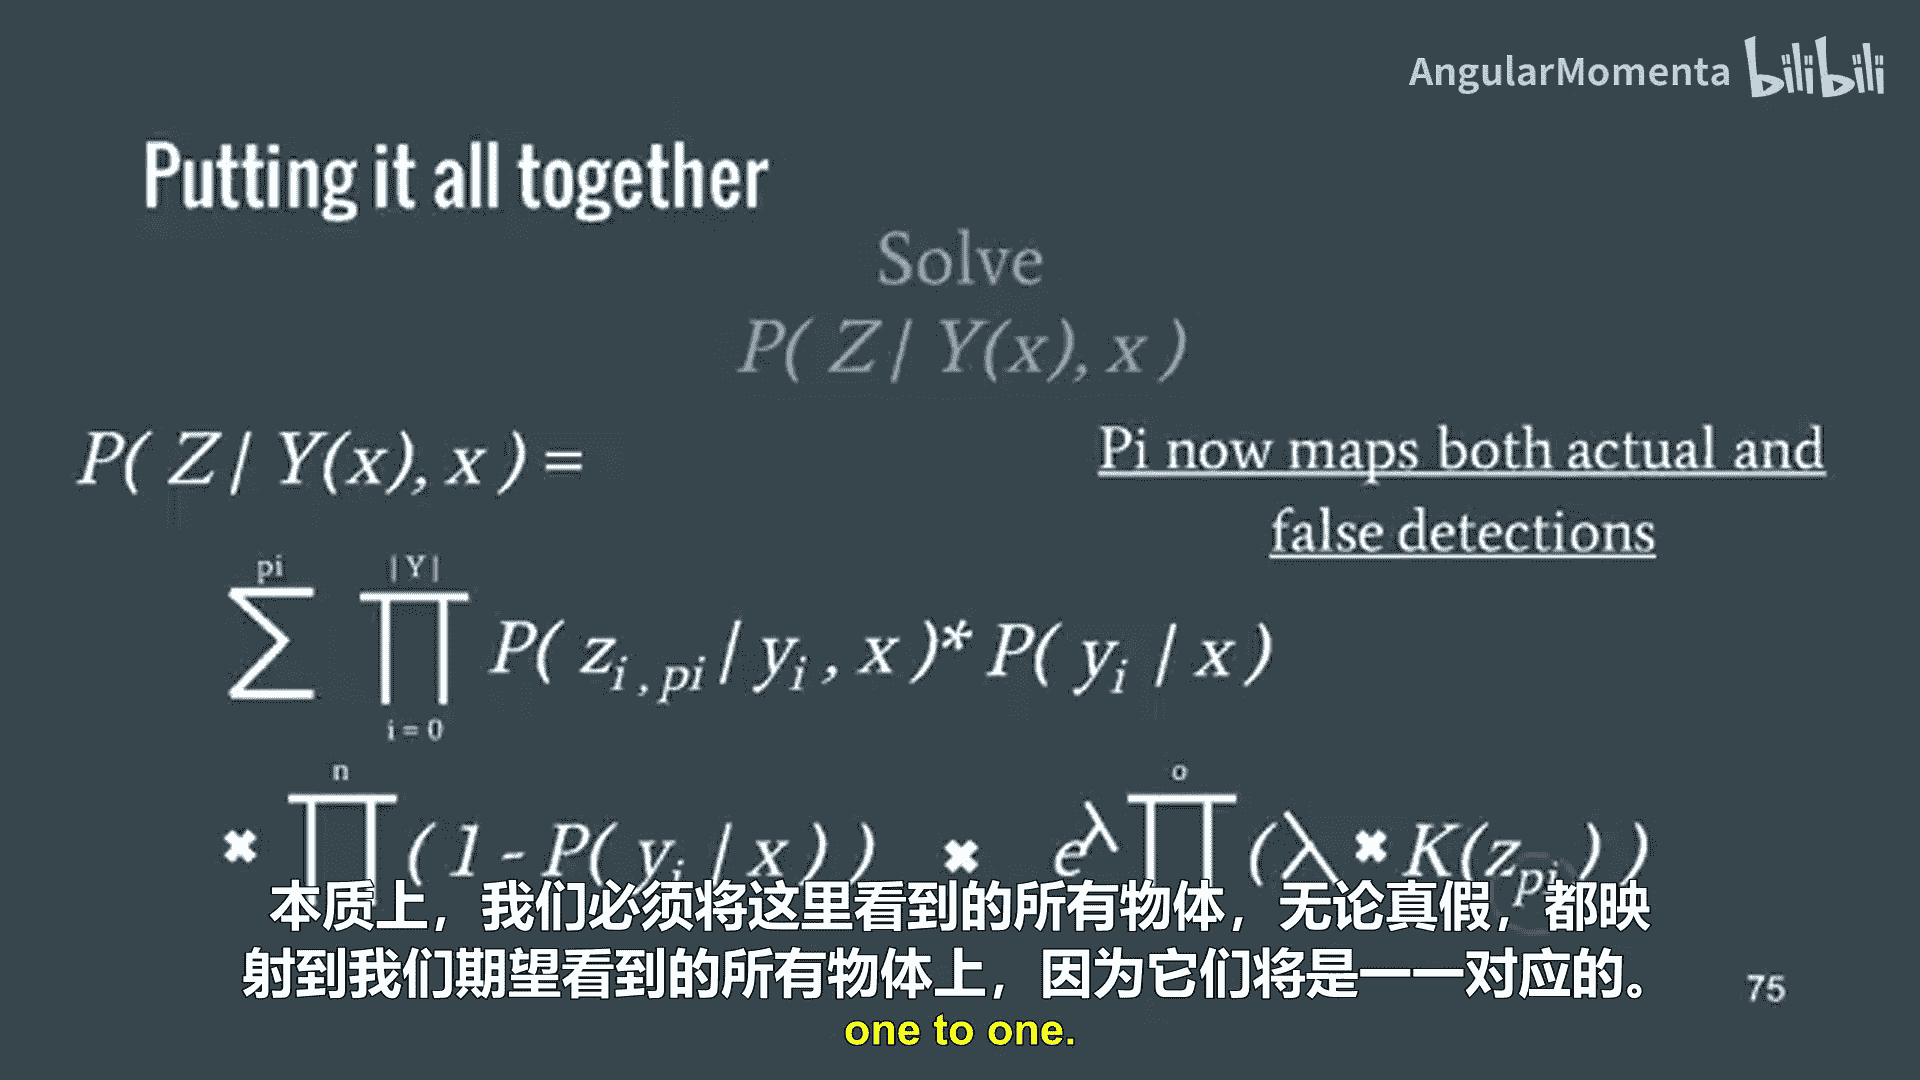 AngularMomenta bilibili
Putting it all together
Solve
P( Z | Y(x), x )
P( Z | Y(x), x ) =
Pi now maps both actual and
false detections
pi |Y|
∑ ∏ P( z_{i , pi} | y_i , x )* P( y_i | x )
i = 0
n o
✖ ∏ ( 1 - P( y_i | x ) ) ✖ e^λ ∏ ( λ ✖ K(z_{pi} ) )
本质上，我们必须将这里看到的所有物体，无论真假，都映
射到我们期望看到的所有物体上，因为它们将是一一对应的。
75
one to one.